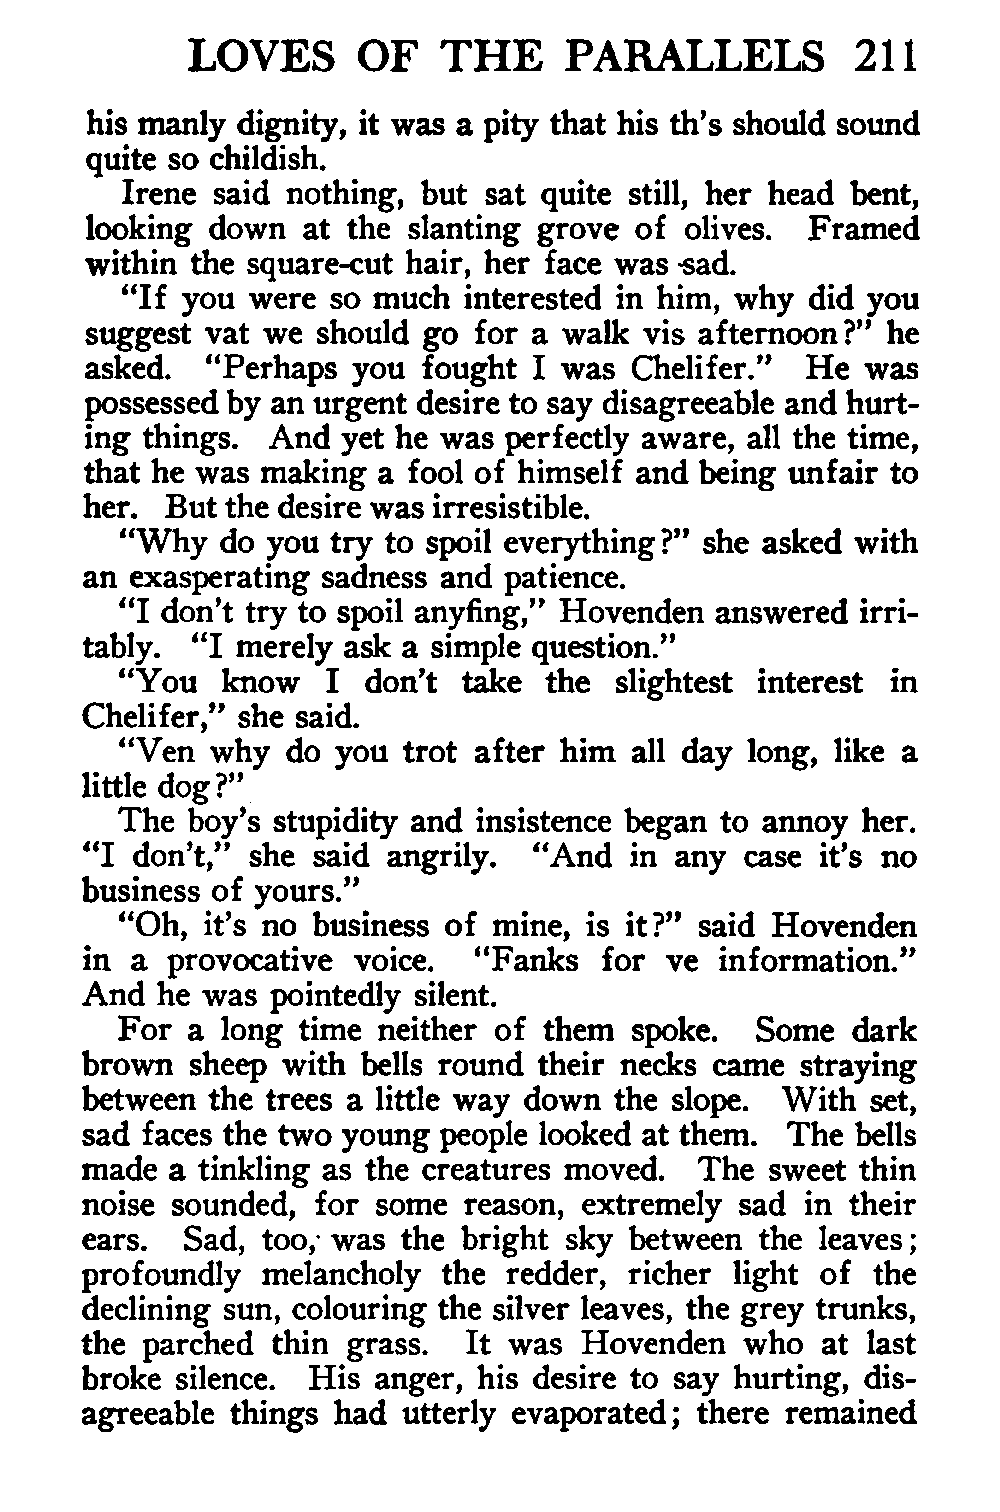 LOVES OF THE PARALLELS 211
his manly dignity, it was a pity that his th's should sound
quite so childish.
Irene said nothing, but sat quite still, her head bent,
looking down at the slanting grove of olives. Framed
within the square-cut hair, her face was sad.
"If you were so much interested in him, why did you
suggest vat we should go for a walk vis afternoon?" he
asked. "Perhaps you fought I was Chelifer." He was
possessed by an urgent desire to say disagreeable and hurt-
ing things. And yet he was perfectly aware, all the time,
that he was making a fool of himself and being unfair to
her. But the desire was irresistible.
"Why do you try to spoil everything?" she asked with
an exasperating sadness and patience.
"I don't try to spoil anyfing," Hovenden answered irri-
tably. "I merely ask a simple question."
"You know I don't take the slightest interest in
Chelifer," she said.
"Ven why do you trot after him all day long, like a
little dog?"
The boy's stupidity and insistence began to annoy her.
"I don't," she said angrily. "And in any case it's no
business of yours."
"Oh, it's no business of mine, is it?" said Hovenden
in a provocative voice. "Fanks for ve information."
And he was pointedly silent.
For a long time neither of them spoke. Some dark
brown sheep with bells round their necks came straying
between the trees a little way down the slope. With set,
sad faces the two young people looked at them. The bells
made a tinkling as the creatures moved. The sweet thin
noise sounded, for some reason, extremely sad in their
ears. Sad, too, was the bright sky between the leaves;
profoundly melancholy the redder, richer light of the
declining sun, colouring the silver leaves, the grey trunks,
the parched thin grass. It was Hovenden who at last
broke silence. His anger, his desire to say hurting, dis-
agreeable things had utterly evaporated; there remained